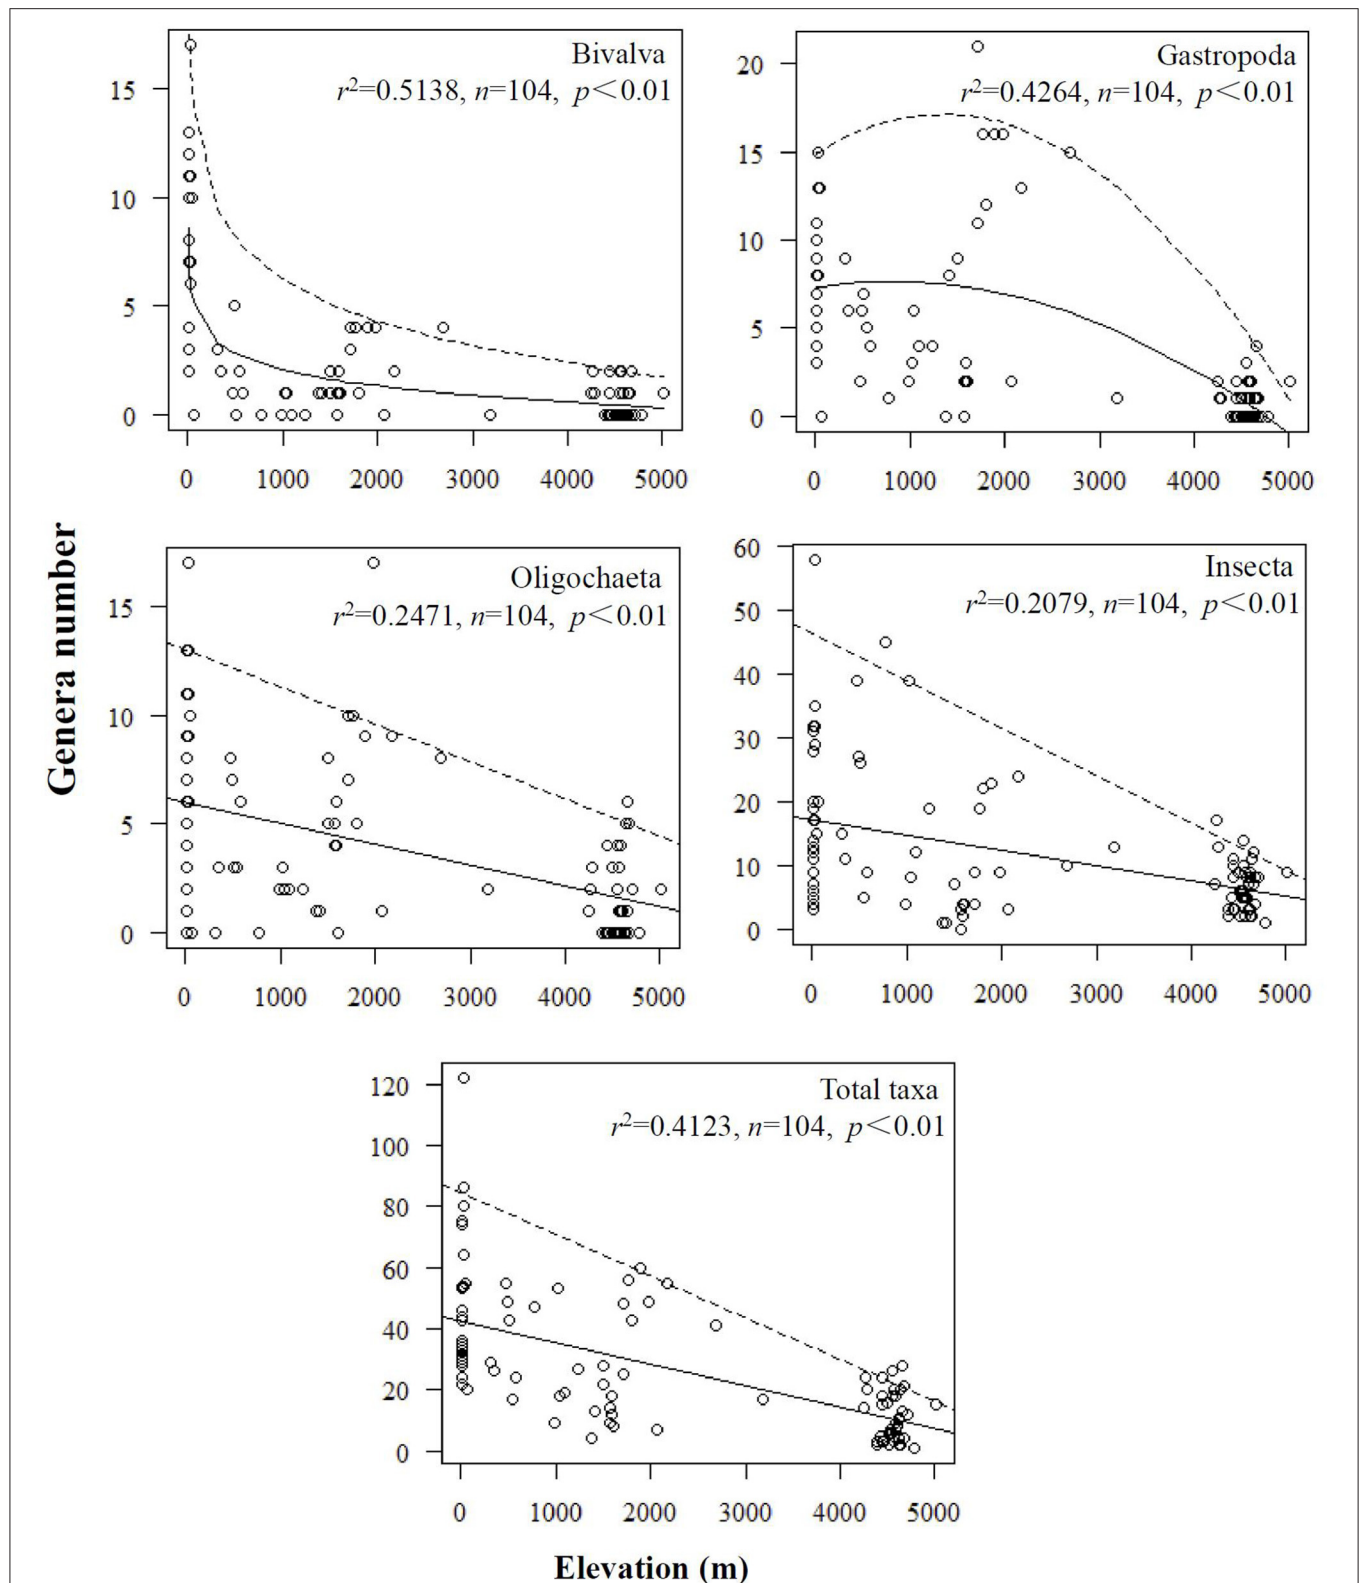 Genera number
Bivalva
r²=0.5138, n=104, p<0.01
15
10
5
0
0 1000 2000 3000 4000 5000
Gastropoda
r²=0.4264, n=104, p<0.01
20
15
10
5
0
0 1000 2000 3000 4000 5000
Oligochaeta
r²=0.2471, n=104, p<0.01
15
10
5
0
0 1000 2000 3000 4000 5000
Insecta
r²=0.2079, n=104, p<0.01
60
50
40
30
20
10
0
0 1000 2000 3000 4000 5000
Total taxa
r²=0.4123, n=104, p<0.01
120
100
80
60
40
20
0
0 1000 2000 3000 4000 5000
Elevation (m)